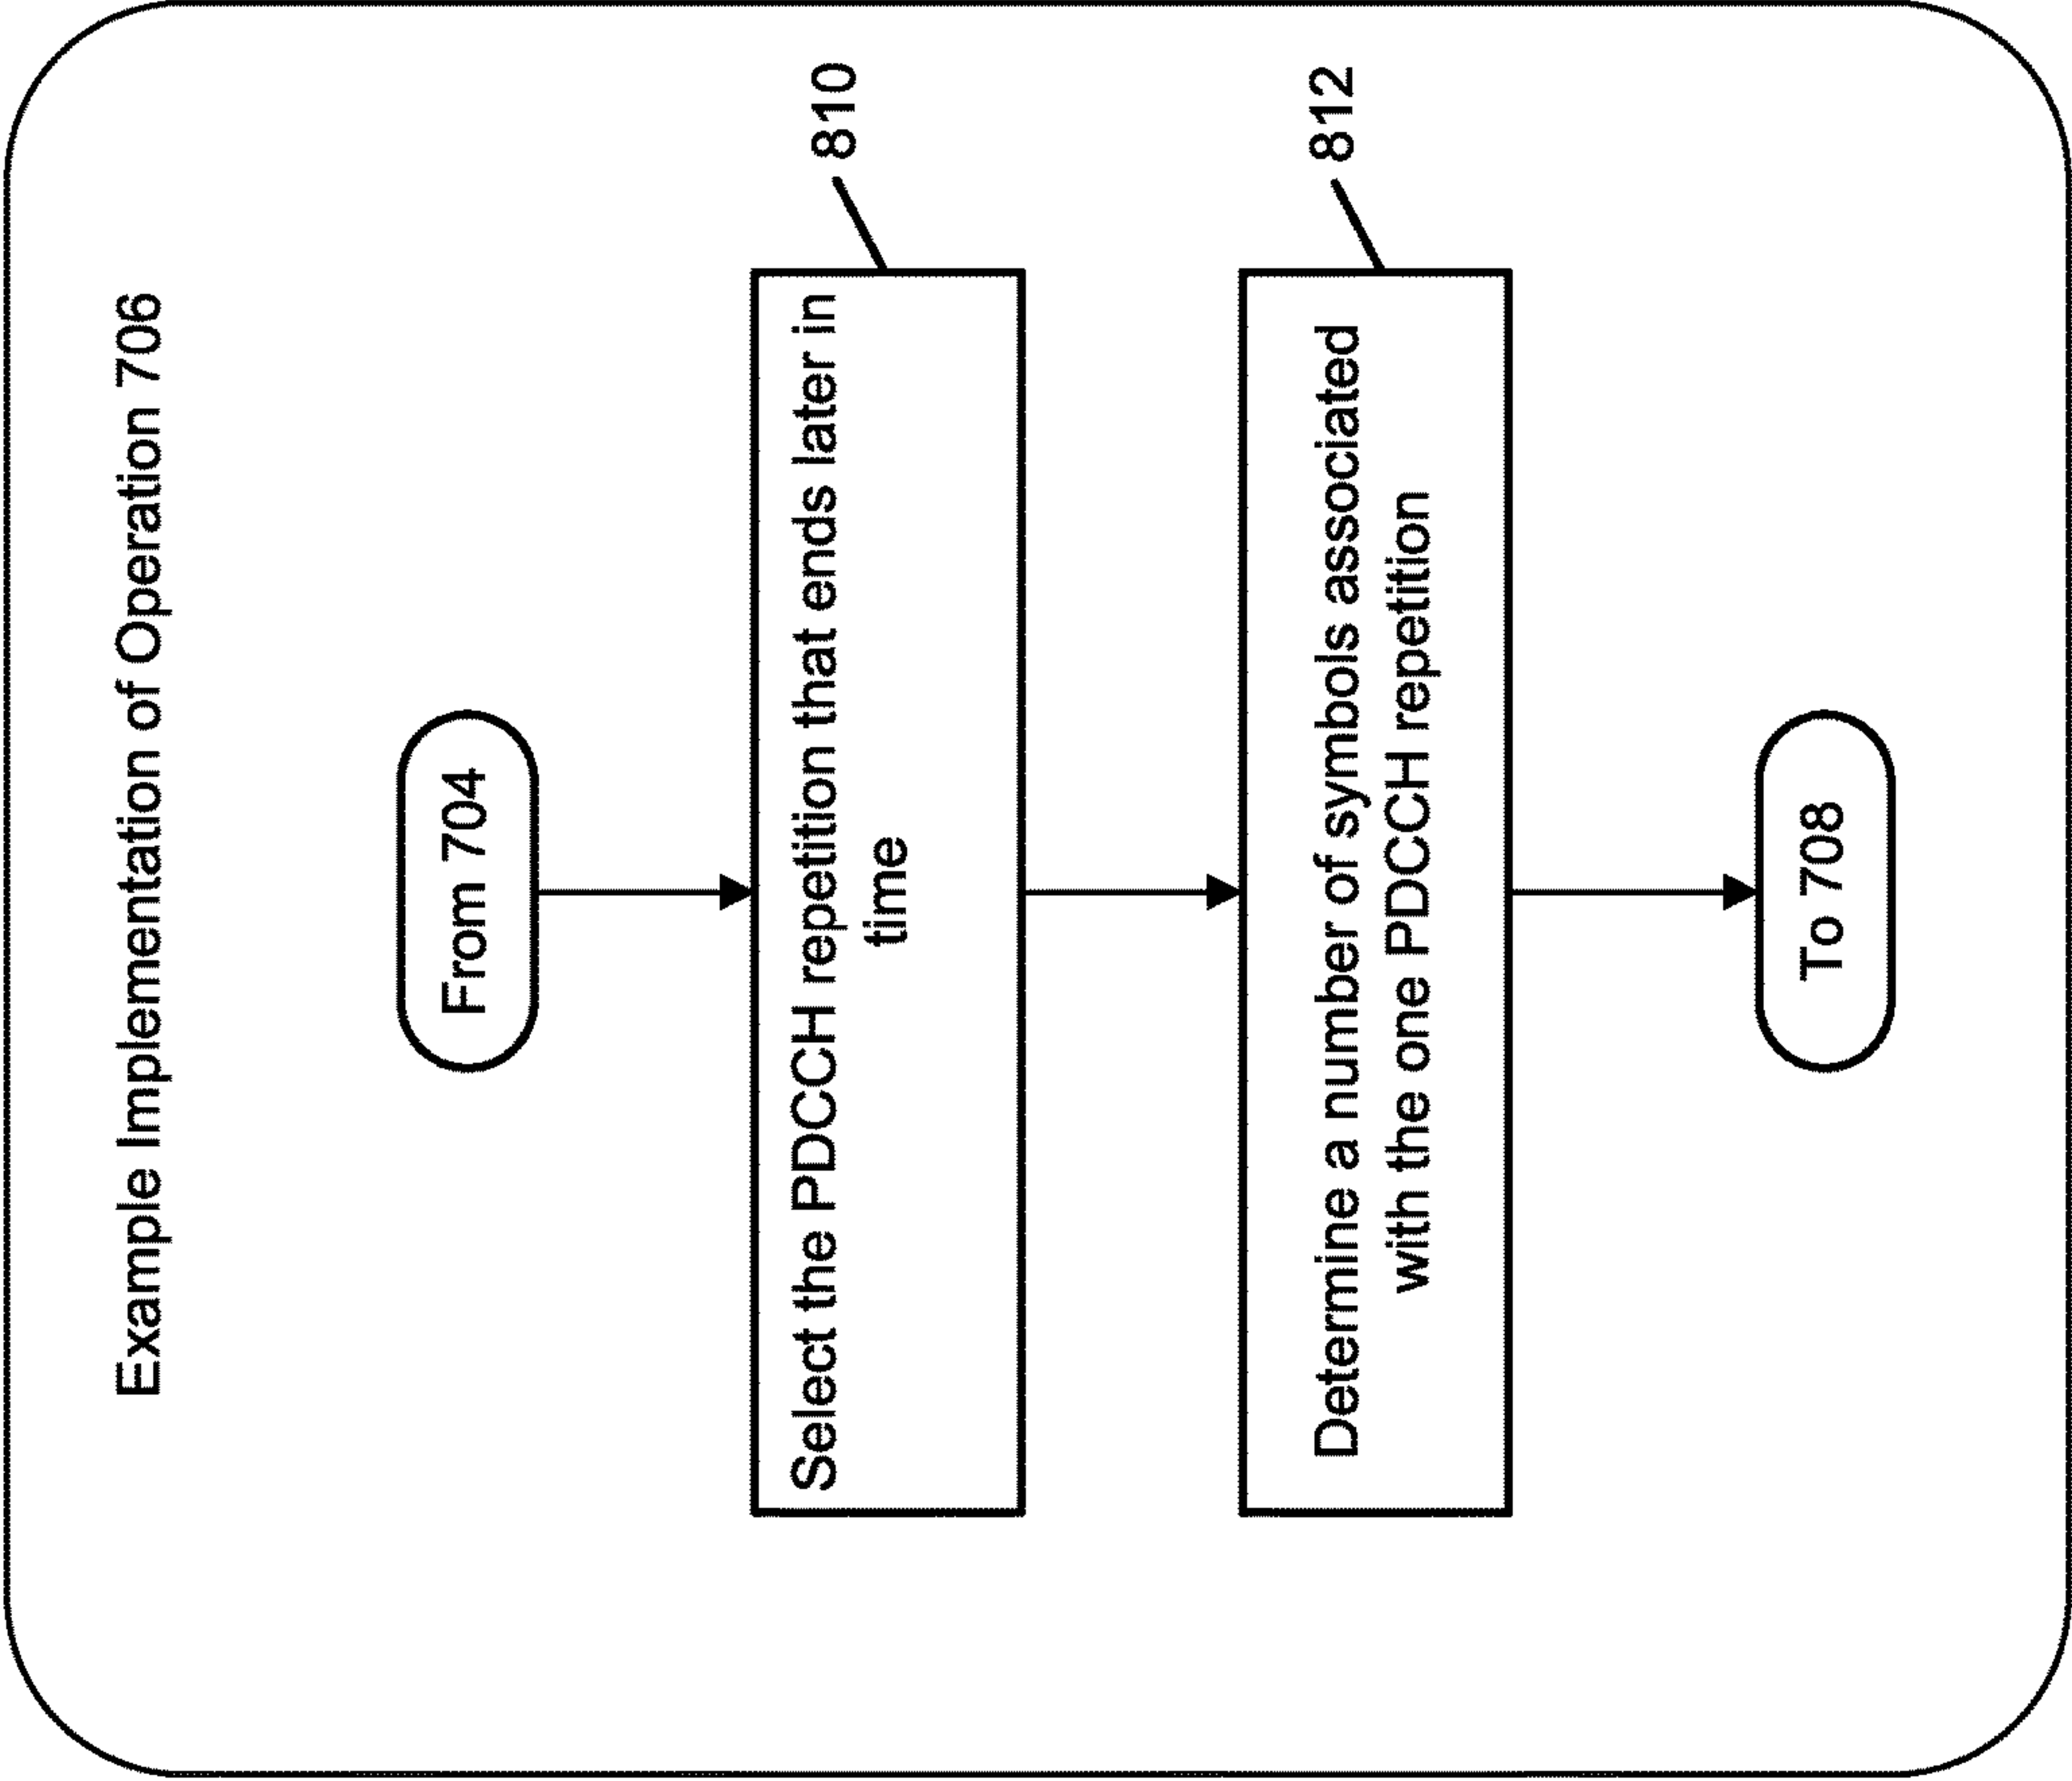 Example Implementation of Operation 706
From 704
Select the PDCCH repetition that ends later in
time
810
Determine a number of symbols associated
with the one PDCCH repetition
812
To 708